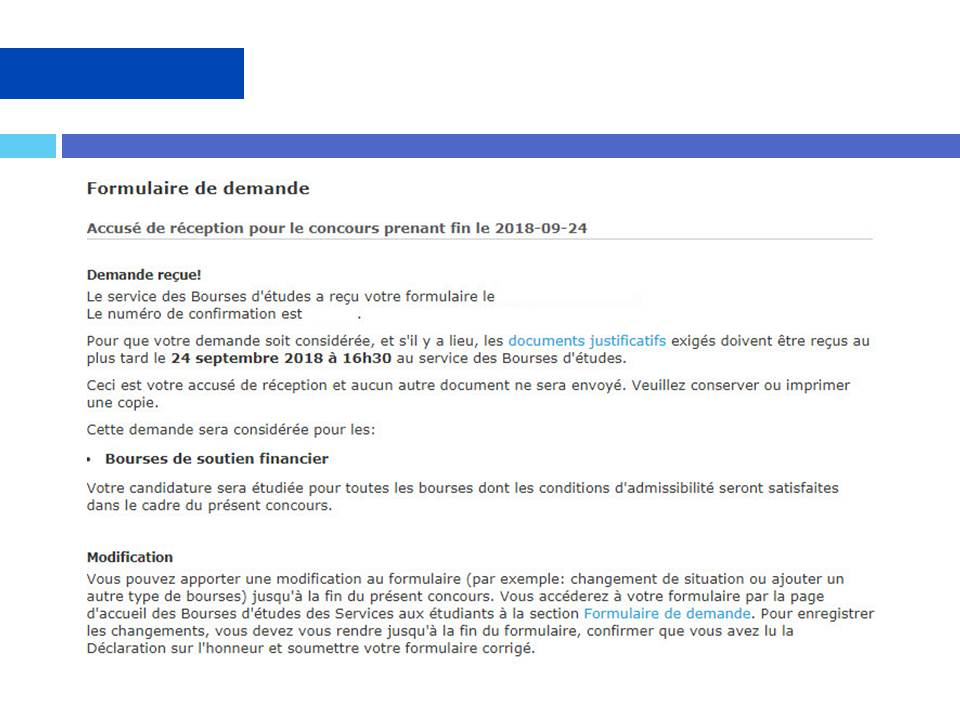 Formulaire de demande
Accusé de réception pour le concours prenant fin le 2018-09-24
Demande reçue!
Le service des Bourses d'études a reçu votre formulaire le
Le numéro de confirmation est .
Pour que votre demande soit considérée, et s'il y a lieu, les documents justificatifs exigés doivent être reçus au
plus tard le 24 septembre 2018 à 16h30 au service des Bourses d'études.
Ceci est votre accusé de réception et aucun autre document ne sera envoyé. Veuillez conserver ou imprimer
une copie.
Cette demande sera considérée pour les:
• Bourses de soutien financier
Votre candidature sera étudiée pour toutes les bourses dont les conditions d'admissibilité seront satisfaites
dans le cadre du présent concours.
Modification
Vous pouvez apporter une modification au formulaire (par exemple: changement de situation ou ajouter un
autre type de bourses) jusqu'à la fin du présent concours. Vous accéderez à votre formulaire par la page
d'accueil des Bourses d'études des Services aux étudiants à la section Formulaire de demande. Pour enregistrer
les changements, vous devez vous rendre jusqu'à la fin du formulaire, confirmer que vous avez lu la
Déclaration sur l'honneur et soumettre votre formulaire corrigé.